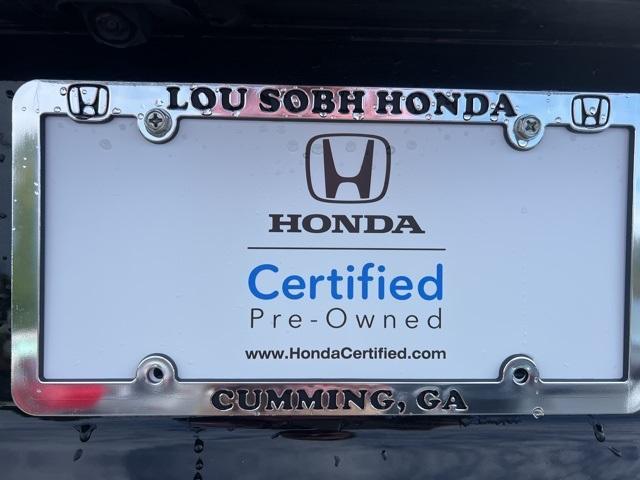 LOU SOBH HONDA
HONDA
Certified
Pre-Owned
www.HondaCertified.com
CUMMING, GA